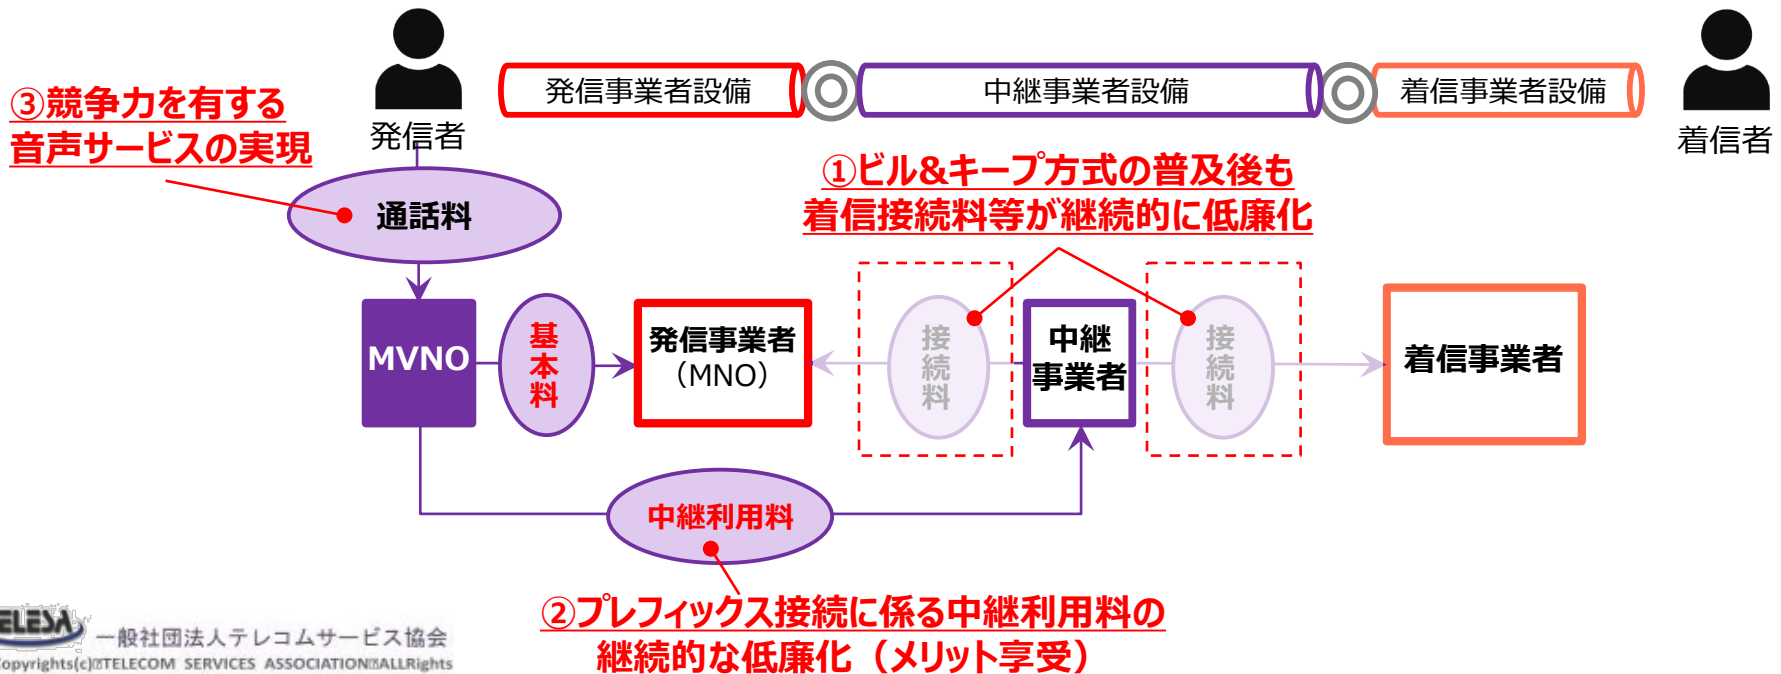 発信者
発信事業者設備
中継事業者設備
着信事業者設備
着信者
③競争力を有する
音声サービスの実現
①ビル&キープ方式の普及後も
着信接続料等が継続的に低廉化
通話料
MVNO
基本料
発信事業者
（MNO）
接続料
中継
事業者
接続料
着信事業者
中継利用料
②プレフィックス接続に係る中継利用料の
継続的な低廉化（メリット享受）
ELESA
一般社団法人テレコムサービス協会
opyrights(c) TELECOM SERVICES ASSOCIATION ALLRights